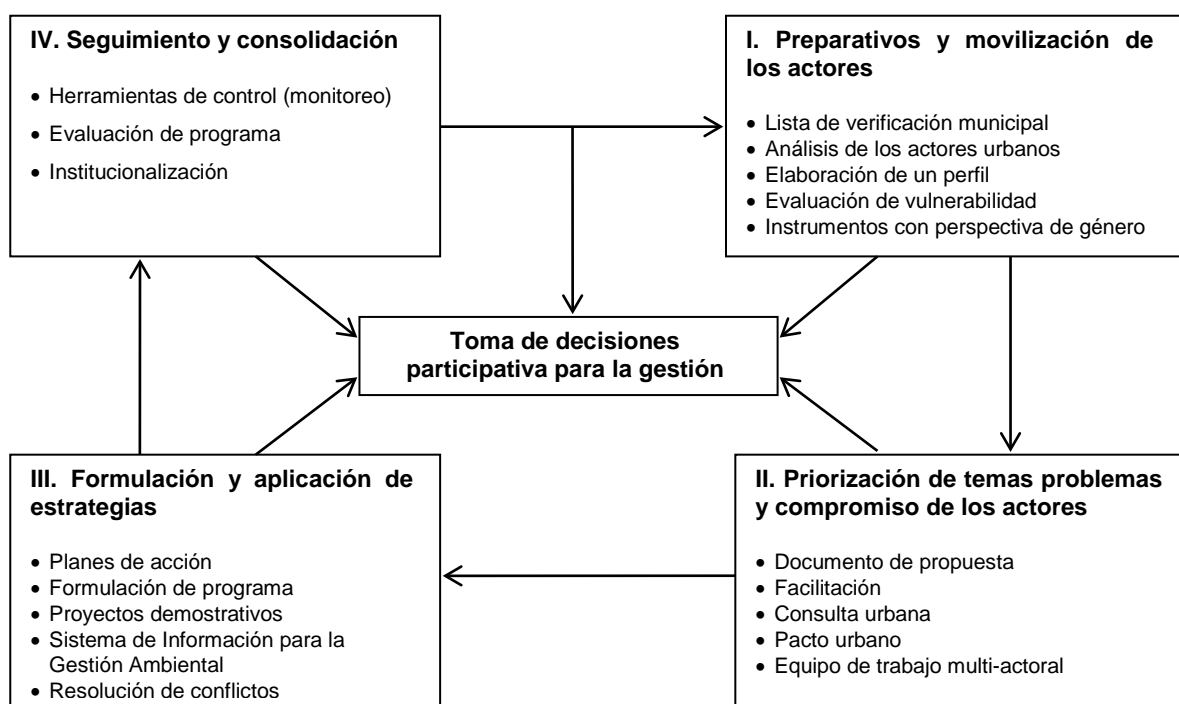 IV. Seguimiento y consolidación
• Herramientas de control (monitoreo)
• Evaluación de programa
• Institucionalización
I. Preparativos y movilización de
los actores
• Lista de verificación municipal
• Análisis de los actores urbanos
• Elaboración de un perfil
• Evaluación de vulnerabilidad
• Instrumentos con perspectiva de género
Toma de decisiones
participativa para la gestión
III. Formulación y aplicación de
estrategias
• Planes de acción
• Formulación de programa
• Proyectos demostrativos
• Sistema de Información para la
Gestión Ambiental
• Resolución de conflictos
II. Priorización de temas problemas
y compromiso de los actores
• Documento de propuesta
• Facilitación
• Consulta urbana
• Pacto urbano
• Equipo de trabajo multi-actoral